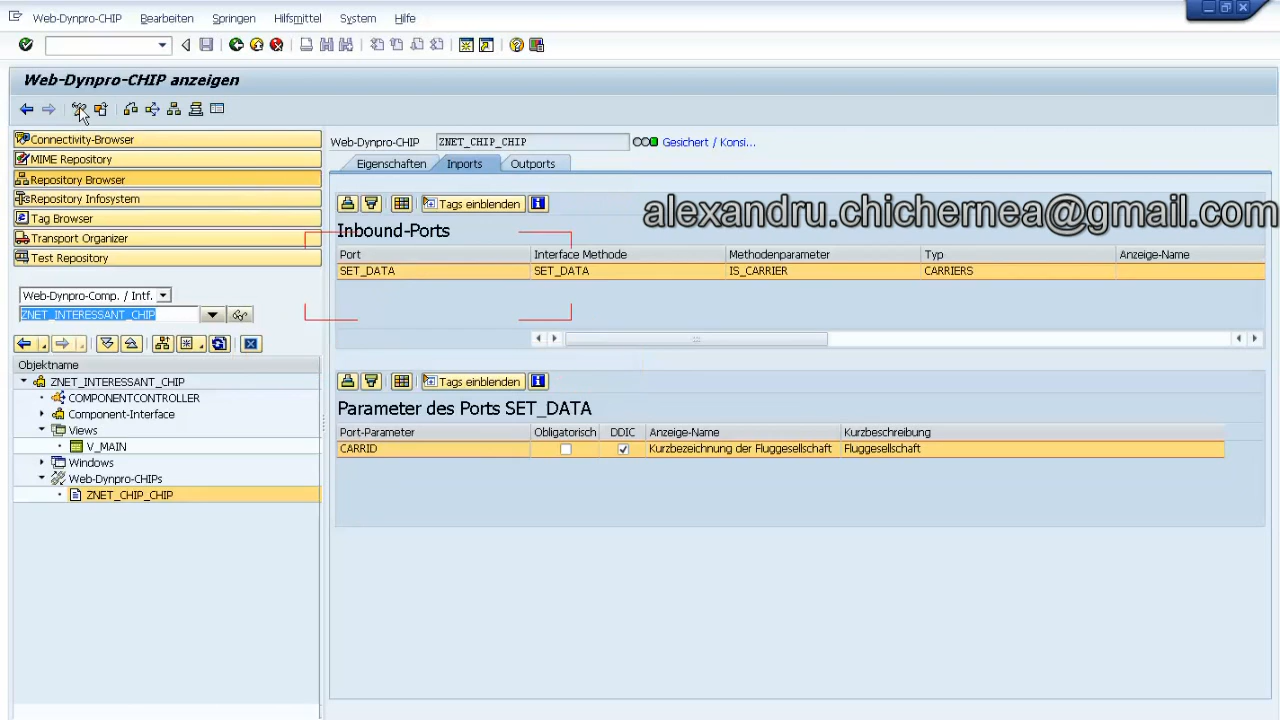 Web-Dynpro-CHIP Bearbeiten Springen Hilfsmittel System Hilfe
Web-Dynpro-CHIP anzeigen
Connectivity-Browser
MIME Repository
Repository Browser
Repository Infosystem
Tag Browser
Transport Organizer
Test Repository
Web-Dynpro-Comp. / Intf.
ZNET_INTERESSANT_CHIP
Objektname
ZNET_INTERESSANT_CHIP
COMPONENTCONTROLLER
Component-Interface
Views
V_MAIN
Windows
Web-Dynpro-CHIPs
ZNET_CHIP_CHIP
Web-Dynpro-CHIP ZNET_CHIP_CHIP Gesichert / Konsi...
Eigenschaften Inports Outports
Tags einblenden
alexandru.chichernea@gmail.com
Inbound-Ports
Port Interface Methode Methodenparameter Typ Anzeige-Name
SET_DATA SET_DATA IS_CARRIER CARRIERS
Tags einblenden
Parameter des Ports SET_DATA
Port-Parameter Obligatorisch DDIC Anzeige-Name Kurzbeschreibung
CARRID Kurzbezeichnung der Fluggesellschaft Fluggesellschaft